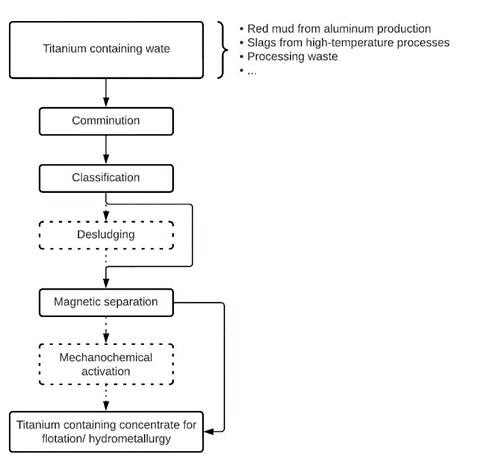 Titanium containing wate
• Red mud from aluminum production
• Slags from high-temperature processes
• Processing waste
• ...
Comminution
Classification
Desludging
Magnetic separation
Mechanochemical
activation
Titanium containing concentrate for
flotation/ hydrometallurgy